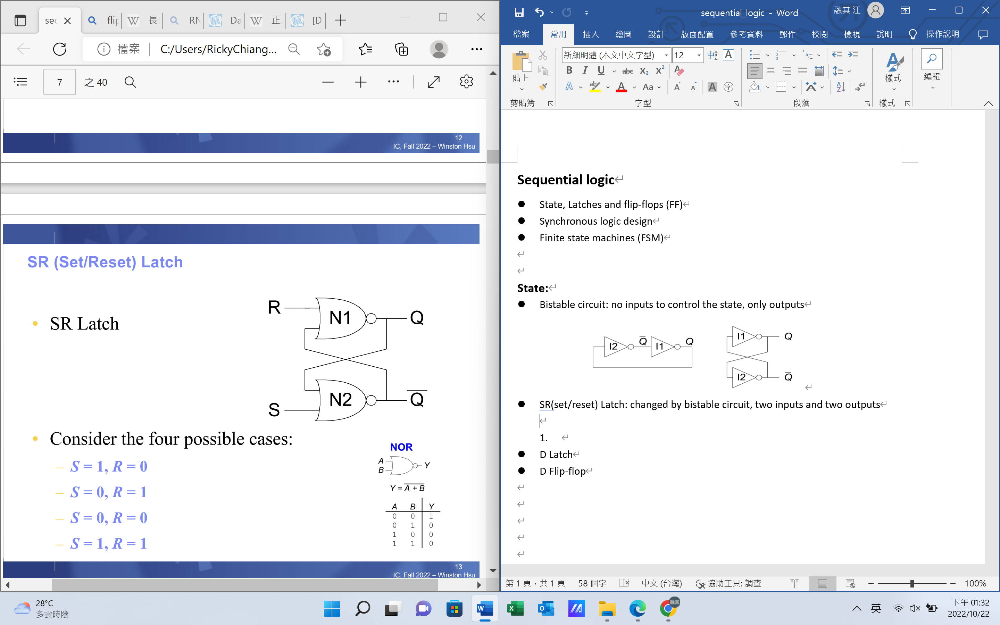 sec
flip
長
RN
Da
正
[D
檔案
C:/Users/RickyChiang...
7
之 40
12
IC, Fall 2022 – Winston Hsu
SR (Set/Reset) Latch
• SR Latch
R
N1
Q
S
N2
Q̅
• Consider the four possible cases:
– S = 1, R = 0
– S = 0, R = 1
– S = 0, R = 0
– S = 1, R = 1
NOR
A
B
Y
Y = A + B
A B Y
0 0 1
0 1 0
1 0 0
1 1 0
13
IC, Fall 2022 – Winston Hsu
sequential_logic - Word
融其 江
檔案 常用 插入 繪圖 設計 版面配置 參考資料 郵件 校閱 檢視 說明 操作說明
貼上
新細明體 (本文中文字型)
12
B I U abc X₂ X²
Aa
樣式
編輯
剪貼簿
字型
段落
樣式
Sequential logic
● State, Latches and flip-flops (FF)
● Synchronous logic design
● Finite state machines (FSM)
State:
● Bistable circuit: no inputs to control the state, only outputs
I2 Q̅ I1 Q
I1 Q
I2 Q̅
● SR(set/reset) Latch: changed by bistable circuit, two inputs and two outputs
1.
● D Latch
● D Flip-flop
第 1 頁，共 1 頁
58 個字
中文 (台灣)
協助工具: 調查
100%
28°C
多雲時陰
英
下午 01:32
2022/10/22